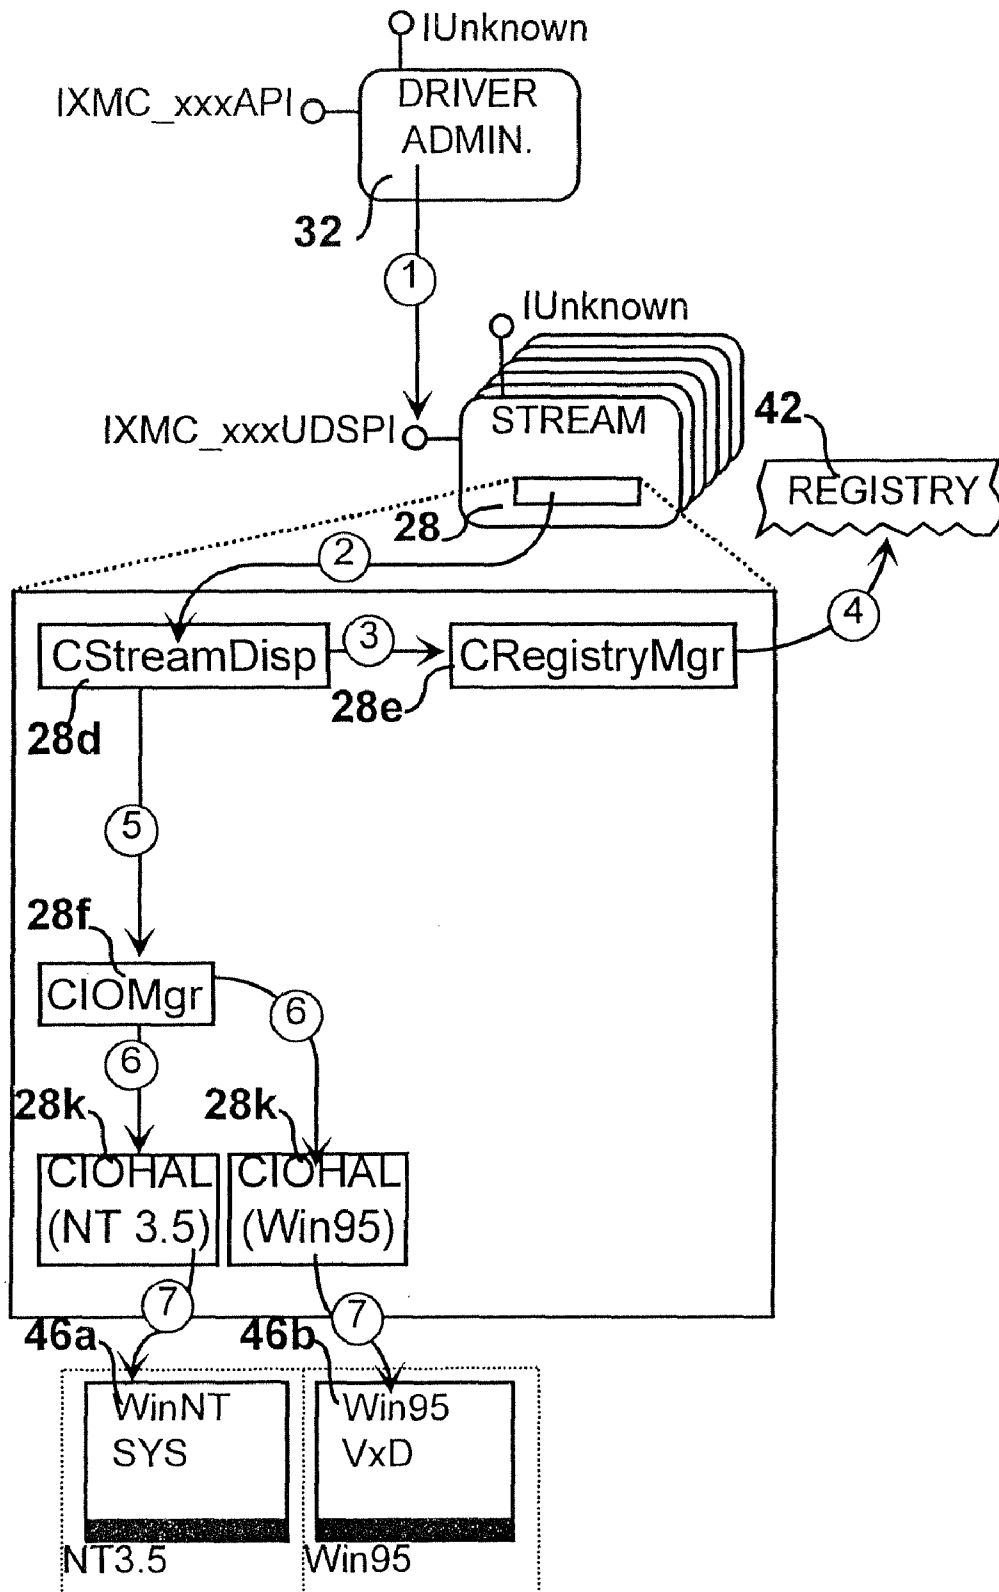 IUnknown
IXMC_xxxAPI
DRIVER
ADMIN.
32
1
IUnknown
IXMC_xxxUDSPI
STREAM
42
REGISTRY
28
2
4
CStreamDisp
3
CRegistryMgr
28d
28e
5
28f
CIOMgr
6
6
28k
28k
CIOHAL
(NT 3.5)
CIOHAL
(Win95)
7
7
46a
46b
WinNT
SYS
Win95
VxD
NT3.5
Win95